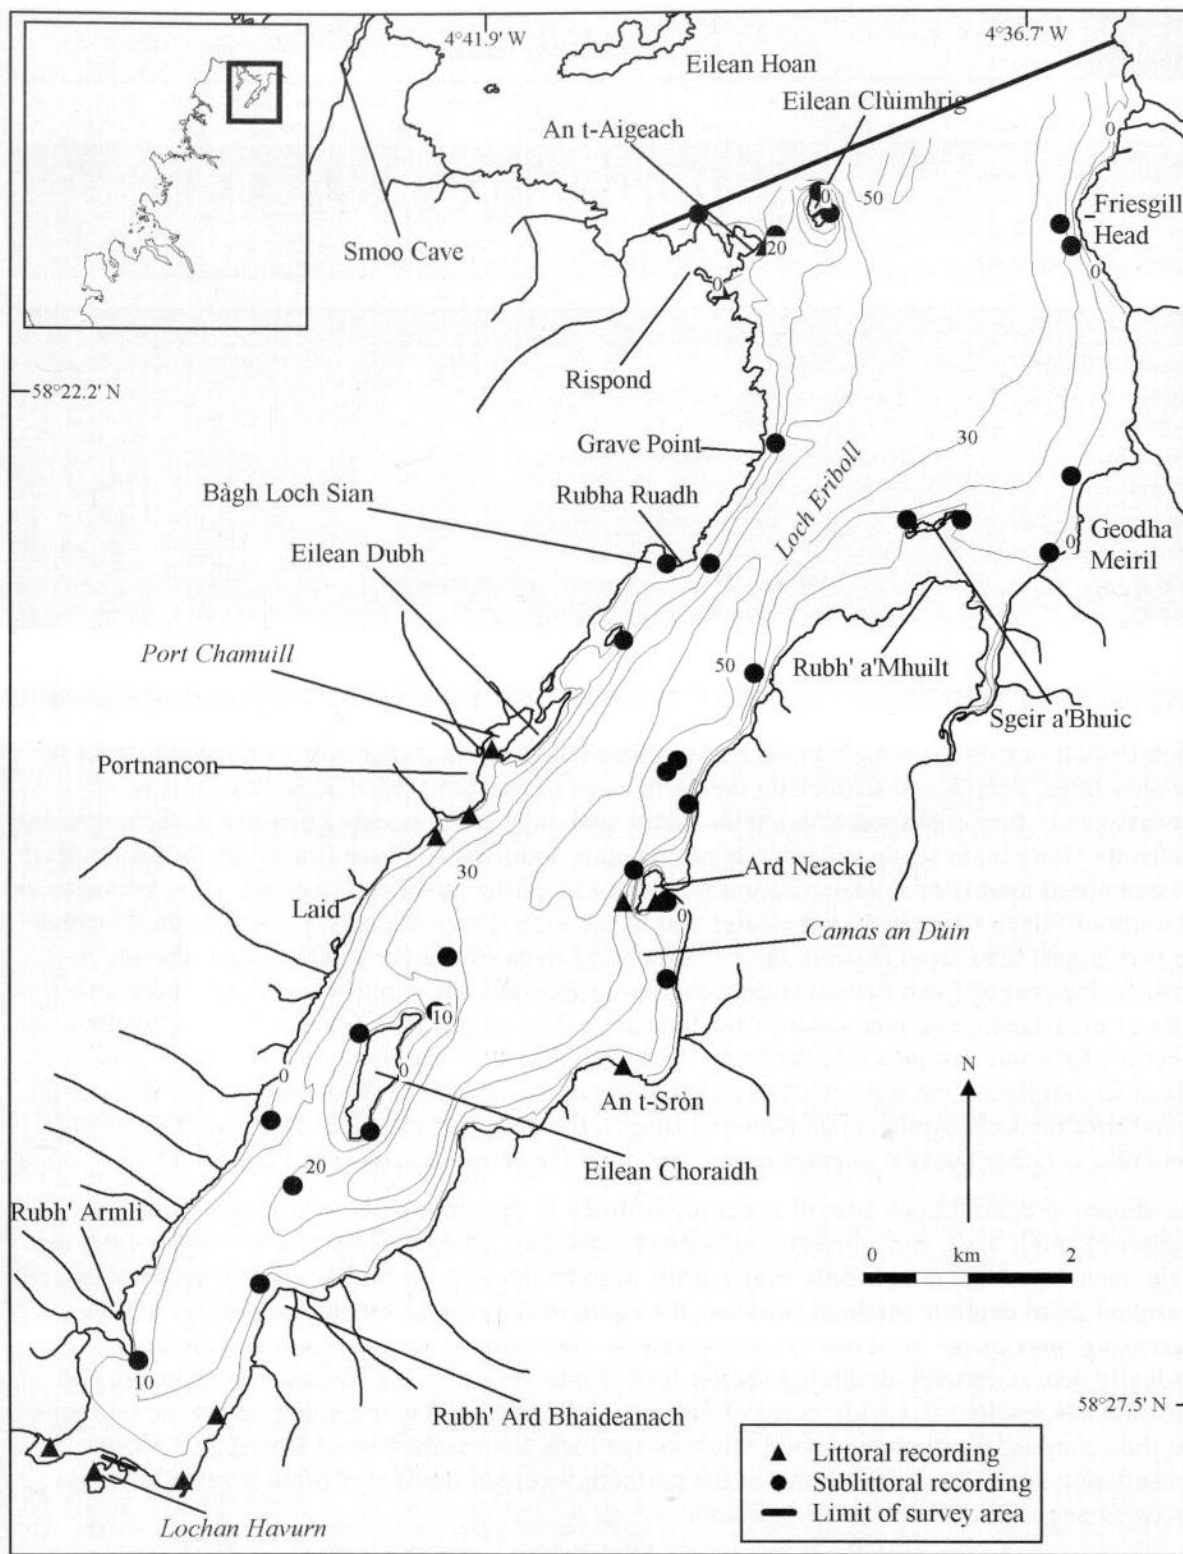 4°41.9' W
4°36.7' W
Eilean Hoan
Eilean Clùimhrig
An t-Aigeach
0
0
50
Friesgill
Head
20
Smoo Cave
0
0
Rispond
58°22.2' N
30
Grave Point
Loch Eriboll
Bàgh Loch Sian
Rubha Ruadh
Geodha
Meiril
0
Eilean Dubh
Port Chamuill
50
Rubh' a'Mhuilt
Sgeir a'Bhuic
Portnancon
30
Ard Neackie
Laid
0
Camas an Dùin
10
0
0
An t-Sròn
N
Eilean Choraidh
20
Rubh' Armli
0
km
2
10
Rubh' Ard Bhaideanach
58°27.5' N
Littoral recording
Sublittoral recording
Limit of survey area
Lochan Havurn